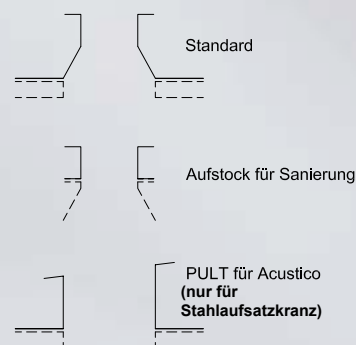 Standard
Aufstock für Sanierung
PULT für Acustico
(nur für
Stahlaufsatzkranz)